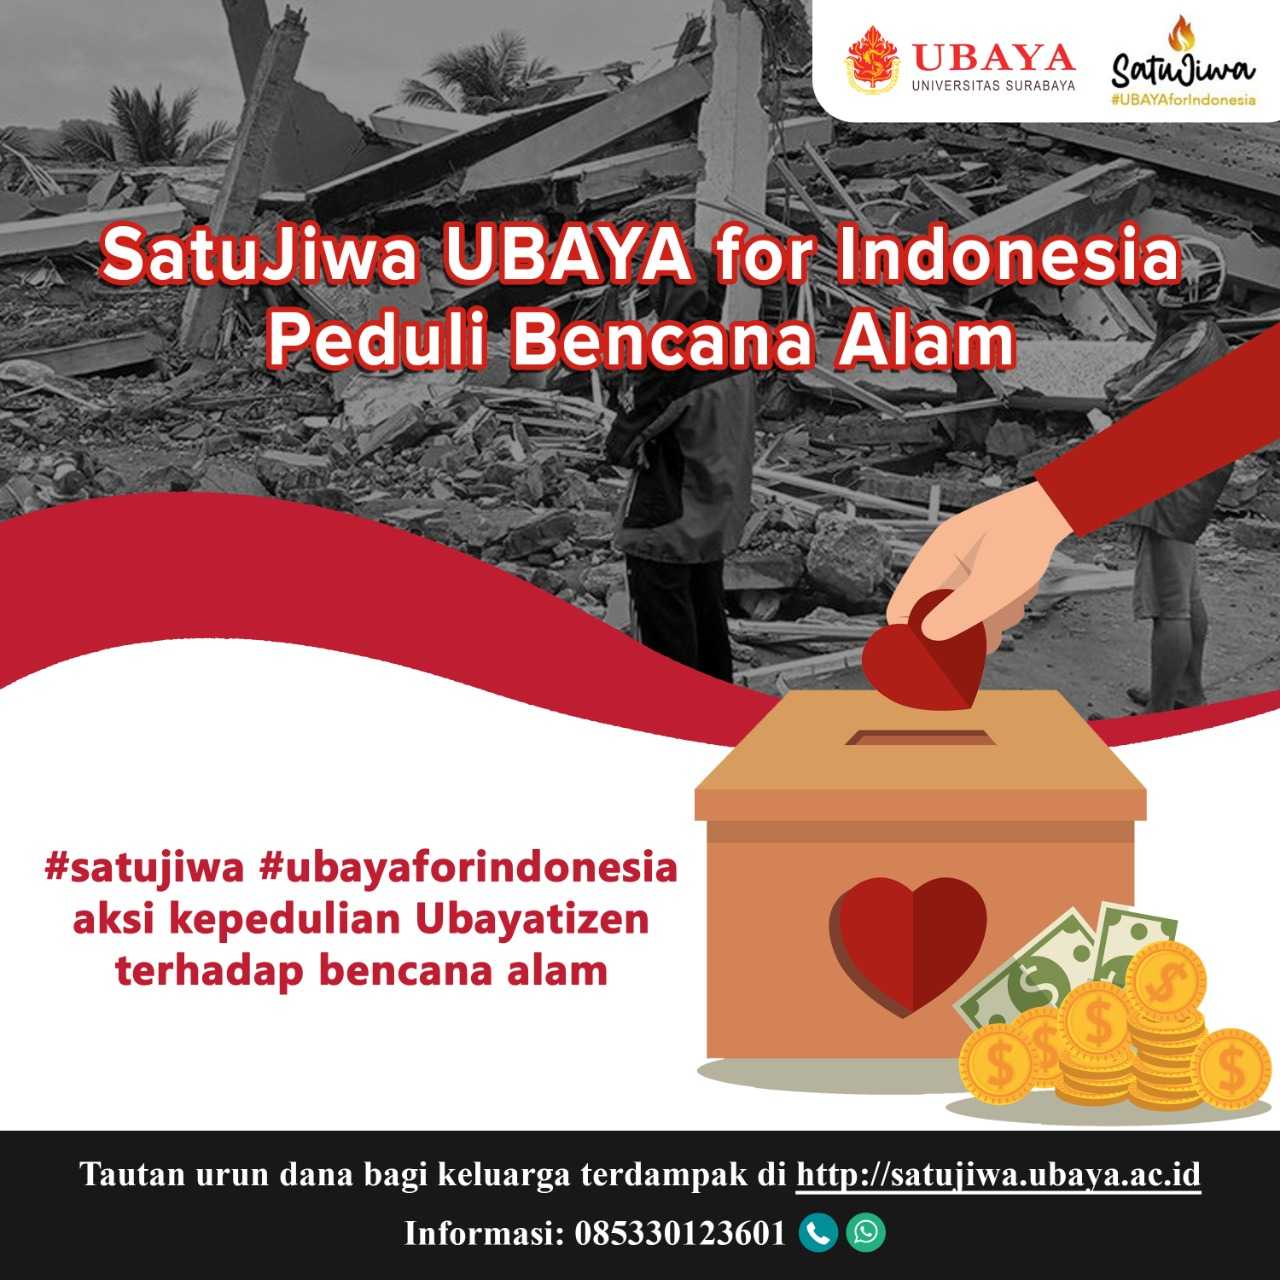 UBAYA
UNIVERSITAS SURABAYA
SatuJiwa
#UBAYAforIndonesia
SatuJiwa UBAYA for Indonesia
Peduli Bencana Alam
#satujiwa #ubayaforindonesia
aksi kepedulian Ubayatizen
terhadap bencana alam
Tautan urun dana bagi keluarga terdampak di http://satujiwa.ubaya.ac.id
Informasi: 085330123601